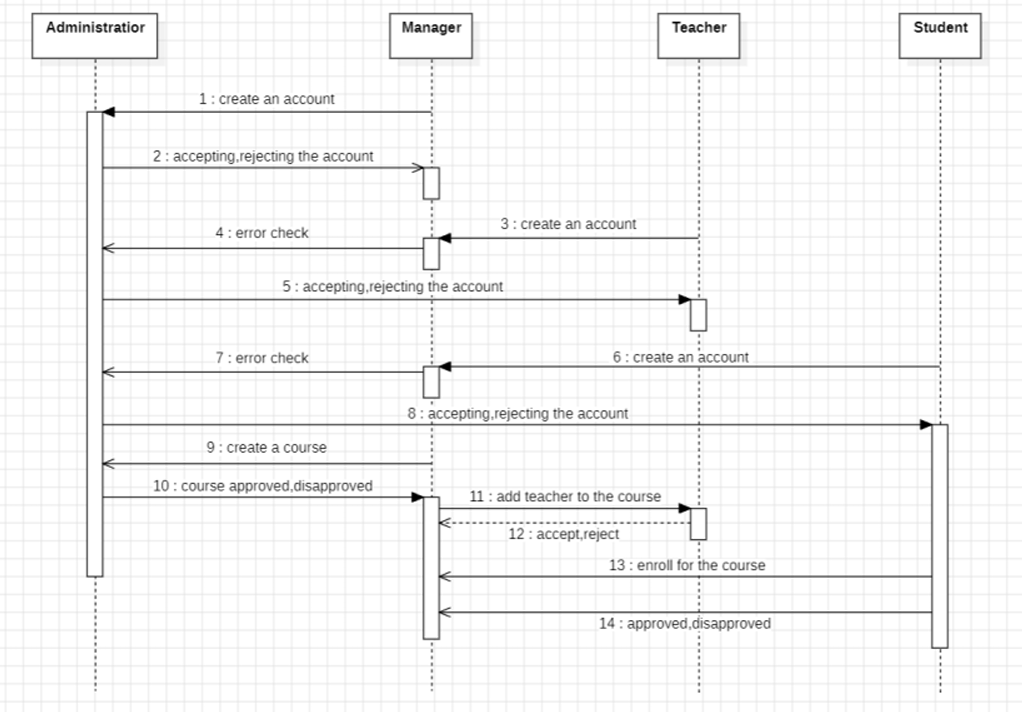 Administratior
Manager
Teacher
Student
1 : create an account
2 : accepting,rejecting the account
3 : create an account
4 : error check
5 : accepting,rejecting the account
6 : create an account
7 : error check
8 : accepting,rejecting the account
9 : create a course
10 : course approved,disapproved
11 : add teacher to the course
12 : accept,reject
13 : enroll for the course
14 : approved,disapproved